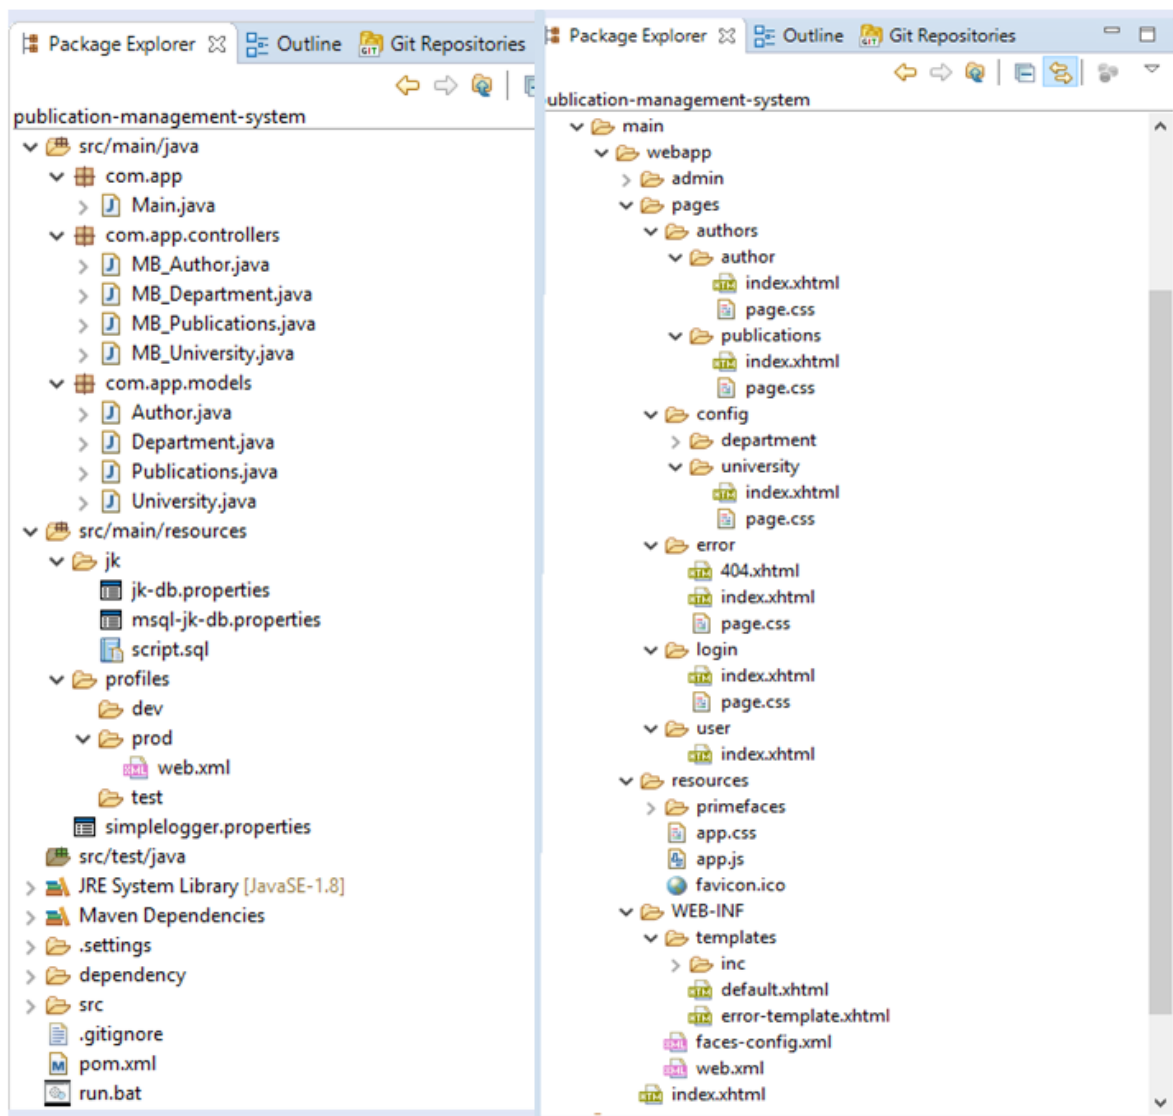 Package Explorer Outline Git Repositories
publication-management-system
src/main/java
com.app
Main.java
com.app.controllers
MB_Author.java
MB_Department.java
MB_Publications.java
MB_University.java
com.app.models
Author.java
Department.java
Publications.java
University.java
src/main/resources
jk
jk-db.properties
msql-jk-db.properties
script.sql
profiles
dev
prod
web.xml
test
simplelogger.properties
src/test/java
JRE System Library [JavaSE-1.8]
Maven Dependencies
.settings
dependency
src
.gitignore
pom.xml
run.bat
Package Explorer Outline Git Repositories
ublication-management-system
main
webapp
admin
pages
authors
author
index.xhtml
page.css
publications
index.xhtml
page.css
config
department
university
index.xhtml
page.css
error
404.xhtml
index.xhtml
page.css
login
index.xhtml
page.css
user
index.xhtml
resources
primefaces
app.css
app.js
favicon.ico
WEB-INF
templates
inc
default.xhtml
error-template.xhtml
faces-config.xml
web.xml
index.xhtml